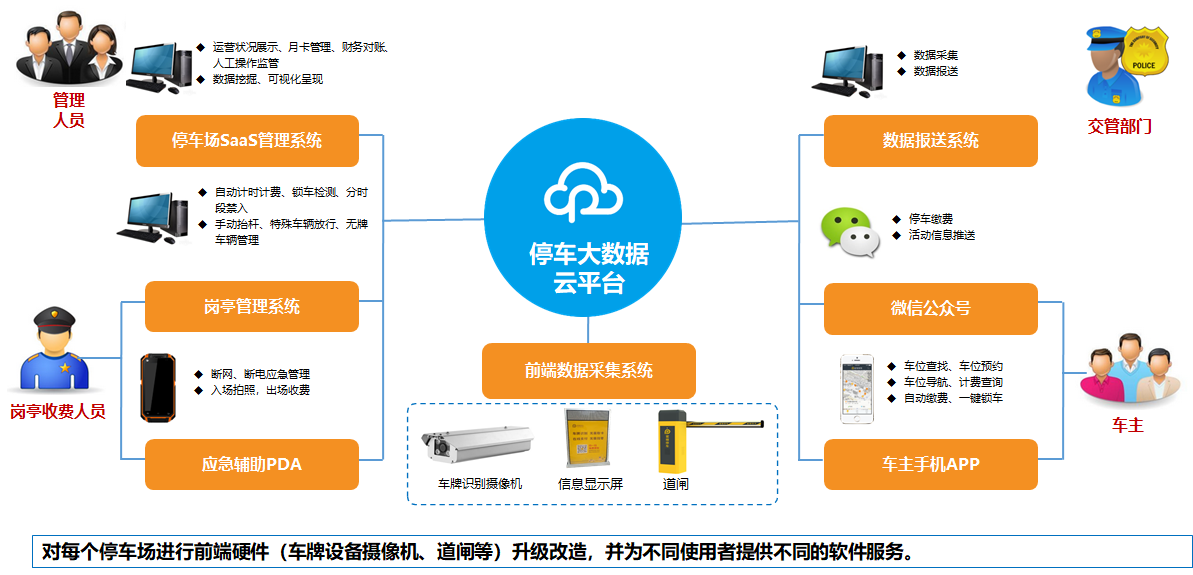 管理
人员
运营状况展示、月卡管理、财务对账、
人工操作监管
数据挖掘、可视化呈现
停车场SaaS管理系统
自动计时计费、锁车检测、分时
段禁入
手动抬杆、特殊车辆放行、无牌
车辆管理
岗亭管理系统
岗亭收费人员
断网、断电应急管理
入场拍照，出场收费
应急辅助PDA
停车大数据
云平台
前端数据采集系统
车牌识别摄像机
信息显示屏
道闸
数据采集
数据报送
POLICE
交管部门
数据报送系统
停车缴费
活动信息推送
微信公众号
车位查找、车位预约
车位导航、计费查询
自动缴费、一键锁车
车主
车主手机APP
对每个停车场进行前端硬件（车牌设备摄像机、道闸等）升级改造，并为不同使用者提供不同的软件服务。